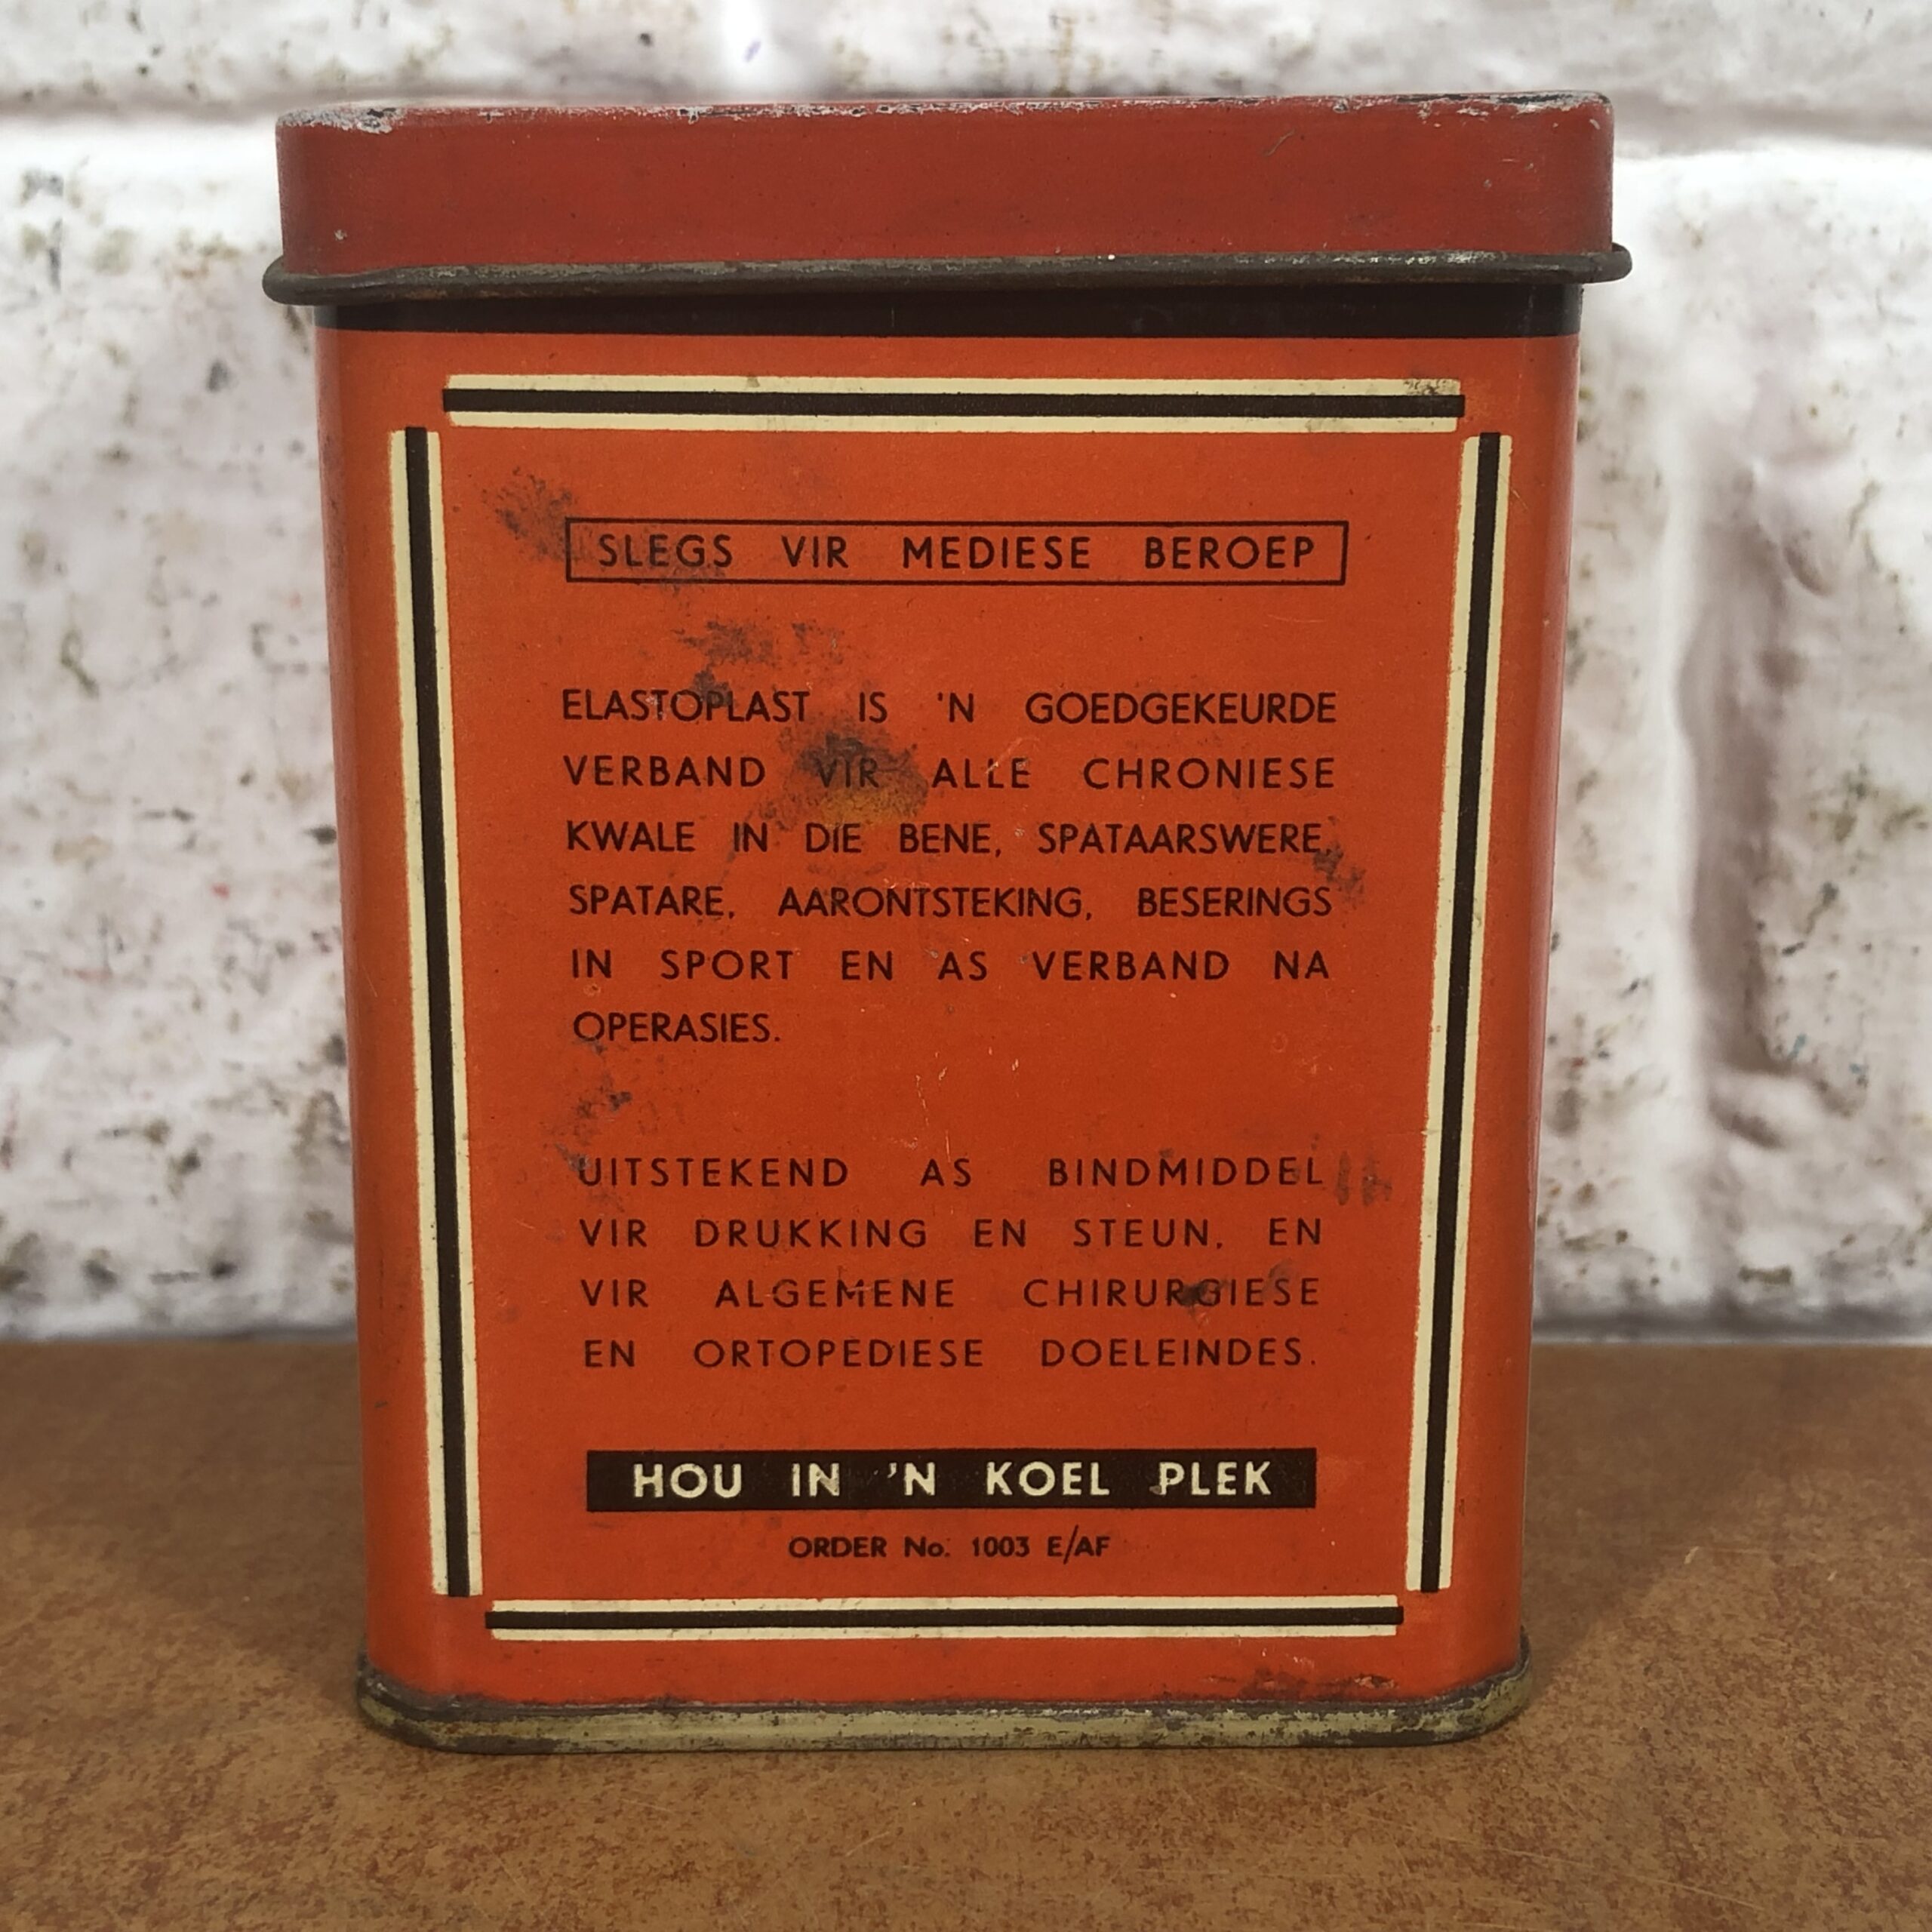 SLEGS VIR MEDIESE BEROEP
ELASTOPLAST IS 'N GOEDGEKEURDE
VERBAND VIR ALLE CHRONIESE
KWALE IN DIE BENE, SPATAARSWERE,
SPATARE, AARONTSTEKING, BESERINGS
IN SPORT EN AS VERBAND NA
OPERASIES.
UITSTEKEND AS BINDMIDDEL
VIR DRUKKING EN STEUN, EN
VIR ALGEMENE CHIRURGIESE
EN ORTOPEDIESE DOELEINDES.
HOU IN 'N KOEL PLEK
ORDER No. 1003 E/AF